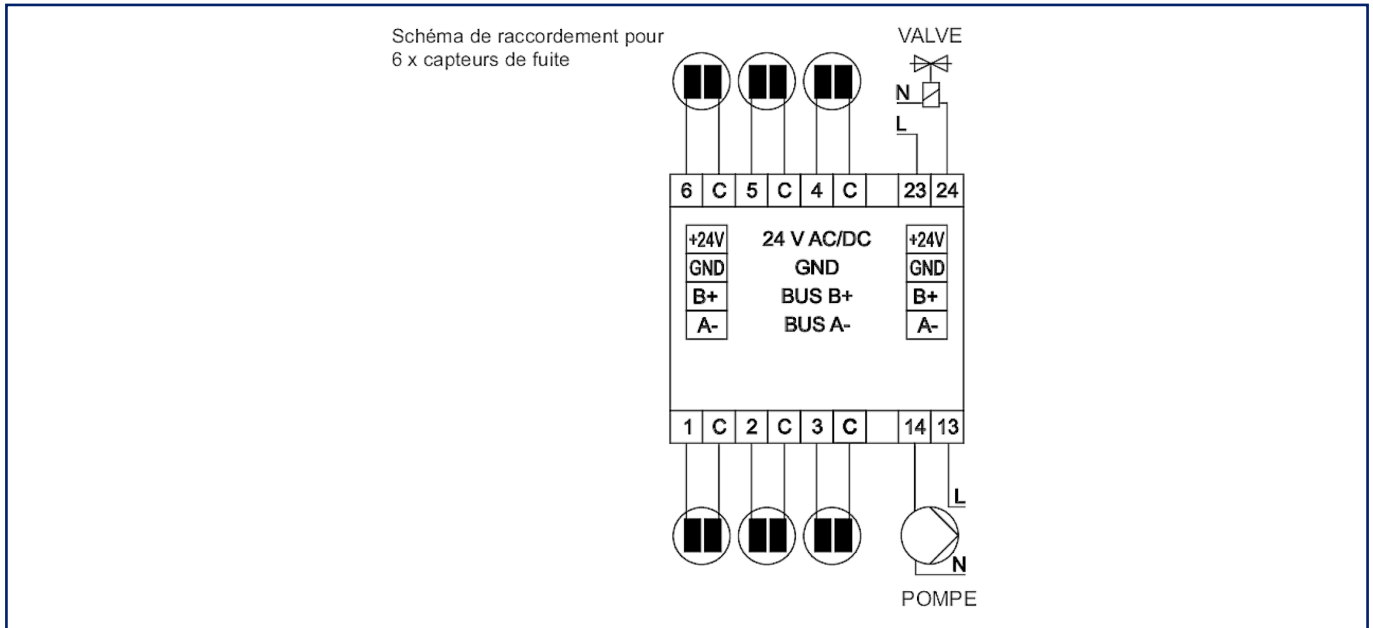 Schéma de raccordement pour
6 x capteurs de fuite
VALVE
N
L
6 C 5 C 4 C 23 24
+24V 24 V AC/DC +24V
GND GND GND
B+ BUS B+ B+
A- BUS A- A-
1 C 2 C 3 C 14 13
L
N
POMPE